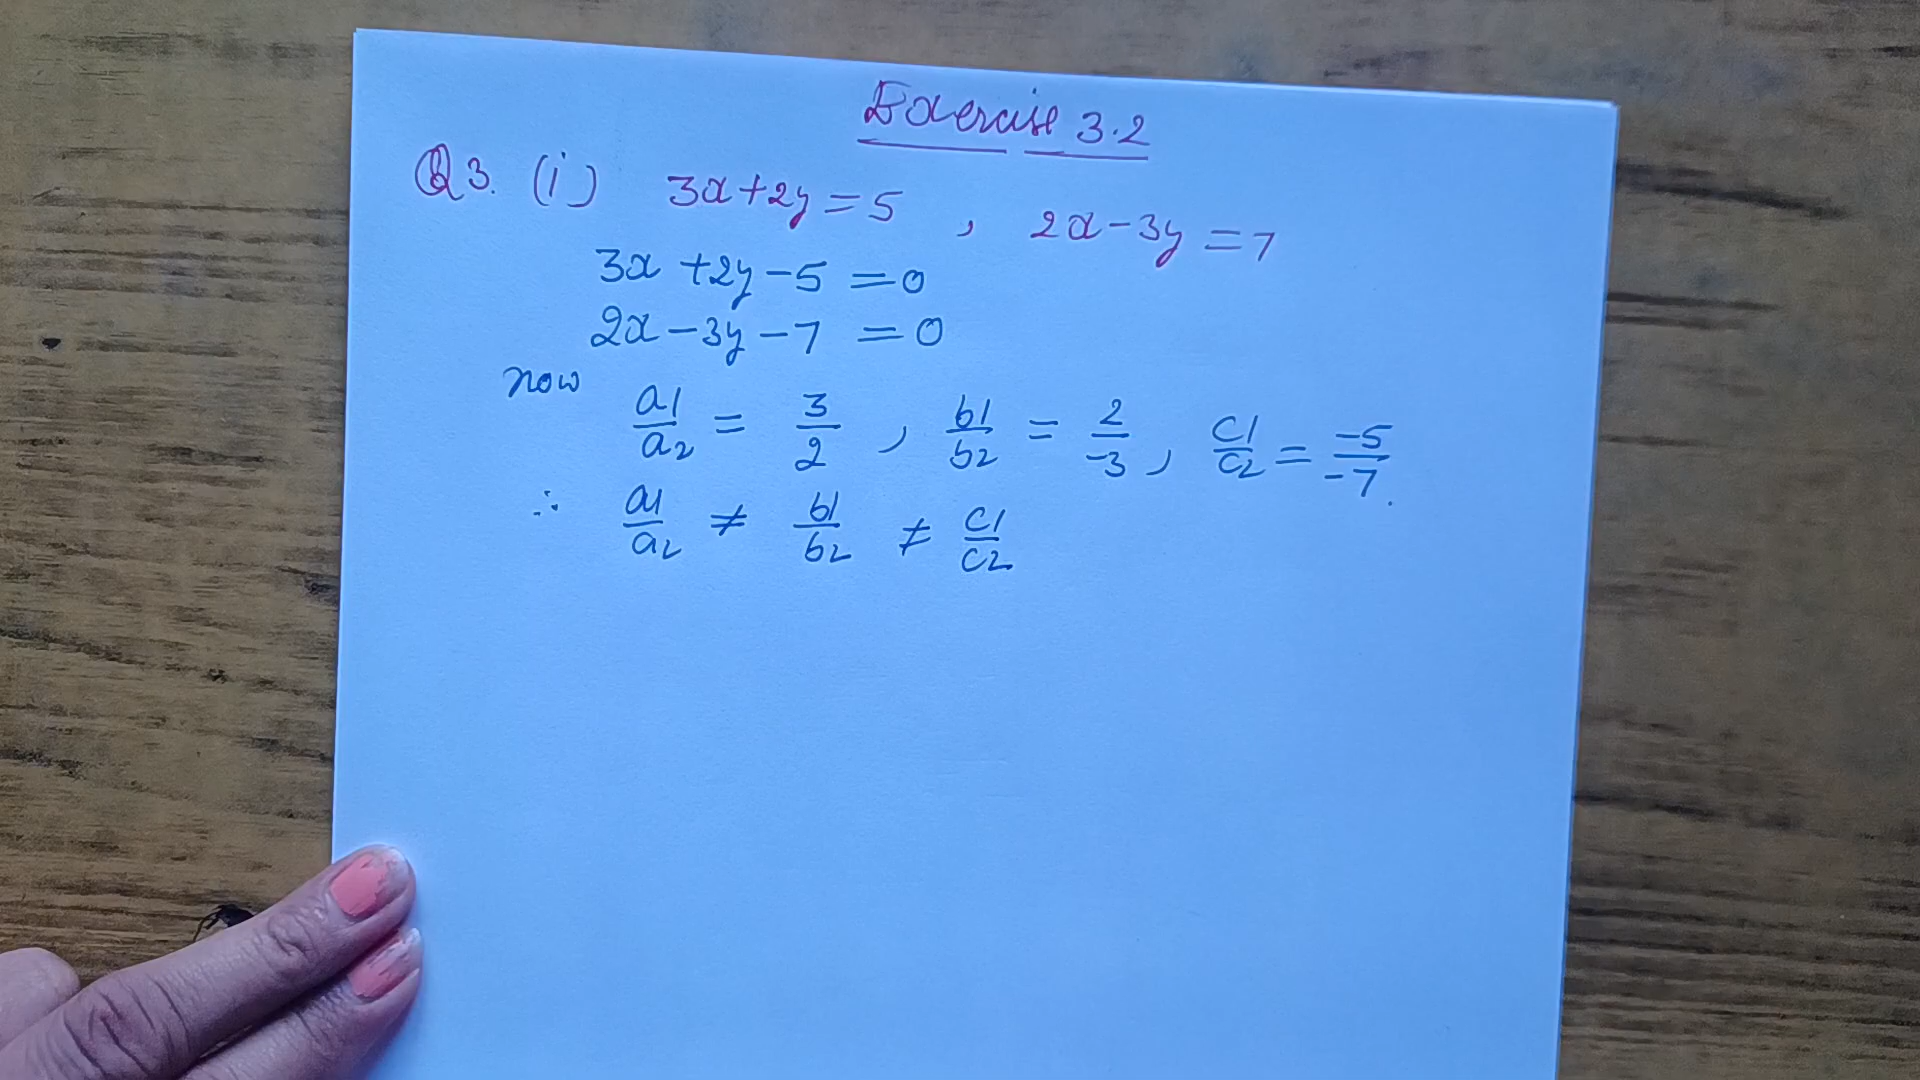 Exercise 3.2
Q3. (i) 3x+2y=5 , 2x-3y=7
3x+2y-5=0
2x-3y-7=0
now a1/a2 = 3/2 , b1/b2 = 2/-3 , c1/c2 = -5/-7.
∴ a1/a2 ≠ b1/b2 ≠ c1/c2